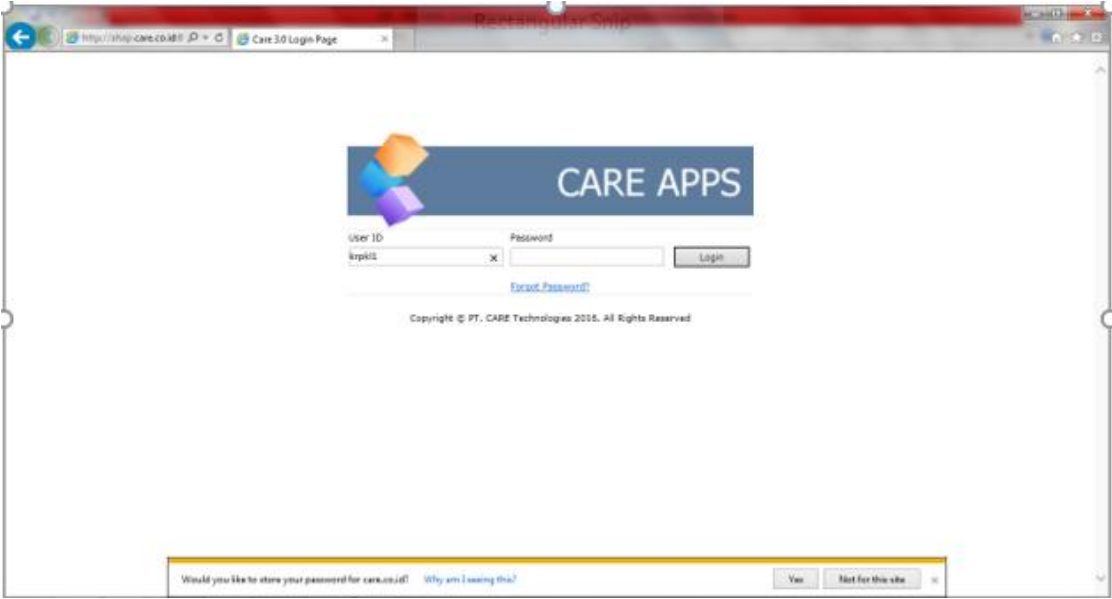 Rectangular Snip
Care 3.0 Login Page
CARE APPS
User ID
Password
Login
Forgot Password?
Copyright © PT. CARE Technologies 2016. All Rights Reserved
Would you like to store your password for care.co.id? Why am I seeing this?
Yes
Not for this site